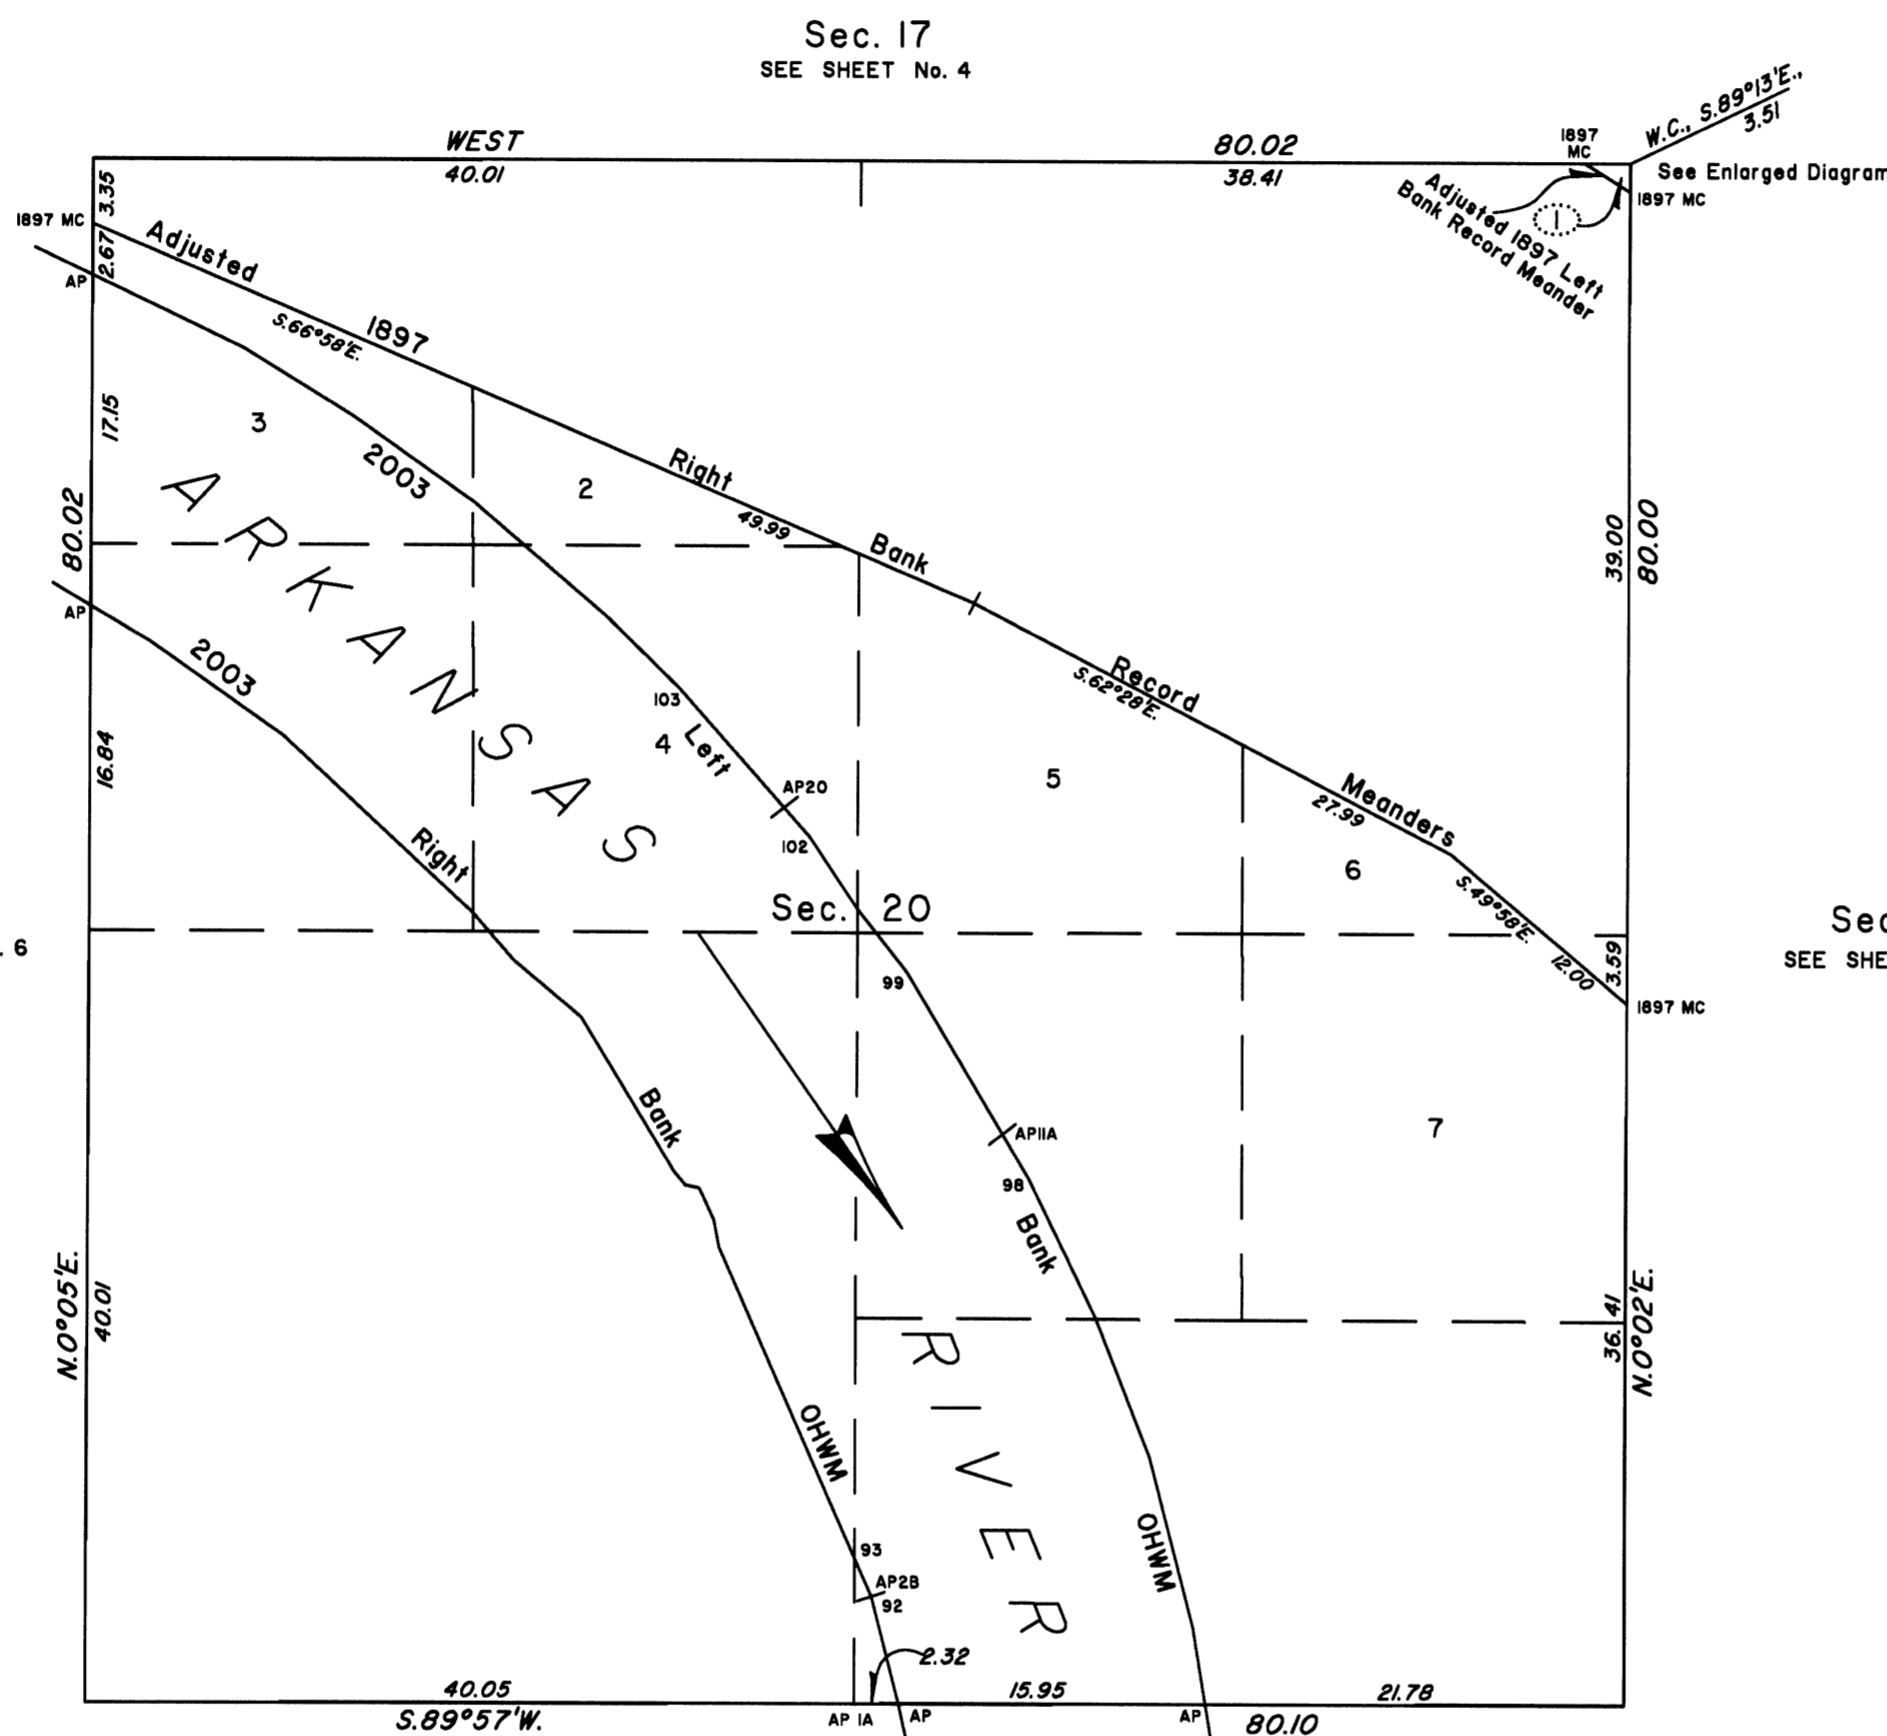 Sec. 17
SEE SHEET No. 4
WEST
80.02
W.C., S.89°13'E.,
3.51
40.01
38.41
1897
MC
See Enlarged Diagram
3.35
1897 MC
2.67
AP
Adjusted 1897 Left
Bank Record Meander
1
1897 MC
Adjusted 1897 Right Bank Record Meanders
S.66°58'E.
49.99
S.62°28'E.
27.99
S.49°58'E.
12.00
17.15
3
2
2003
80.02
39.00
80.00
AP
2003
ARKANSAS
103
Left
4
5
AP20
102
6
16.84
Right
Sec. 20
. 6
Sec
SEE SHE
3.59
1897 MC
99
Bank
AP11A
7
98
Bank
N.0°05'E.
40.01
36.41
N.0°02'E.
RIVER
OHWM
OHWM
93
AP2B
92
2.32
40.05
15.95
21.78
S.89°57'W.
AP 1A
AP
AP
80.10